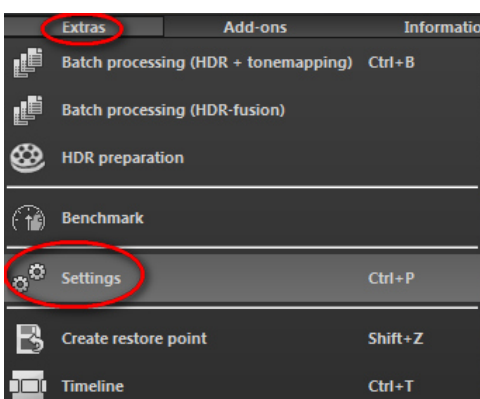 Extras Add-ons Informatio
Batch processing (HDR + tonemapping) Ctrl+B
Batch processing (HDR-fusion)
HDR preparation
Benchmark
Settings Ctrl+P
Create restore point Shift+Z
Timeline Ctrl+T